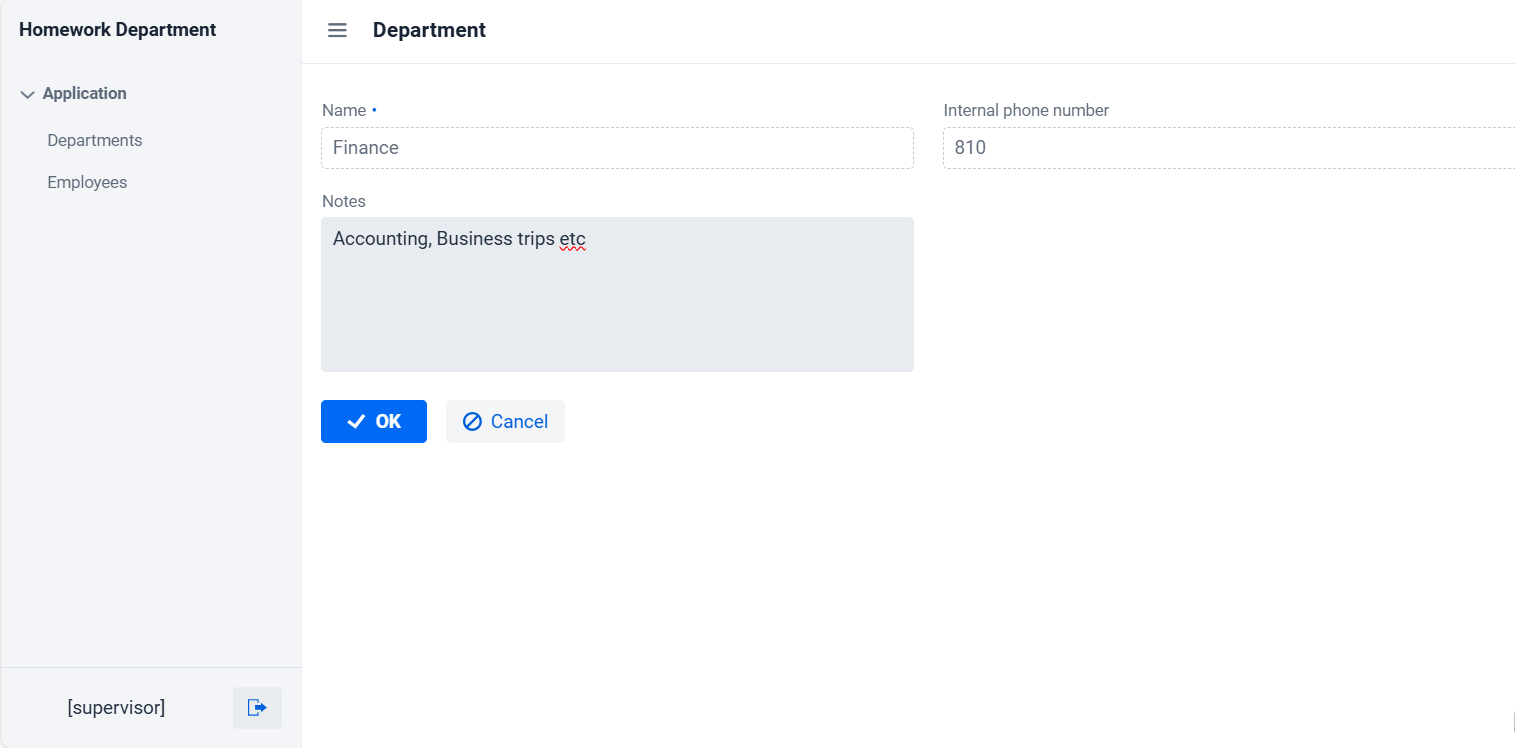 Homework Department
Application
Departments
Employees
[supervisor]
Department
Name •
Internal phone number
Finance
810
Notes
Accounting, Business trips etc
OK
Cancel